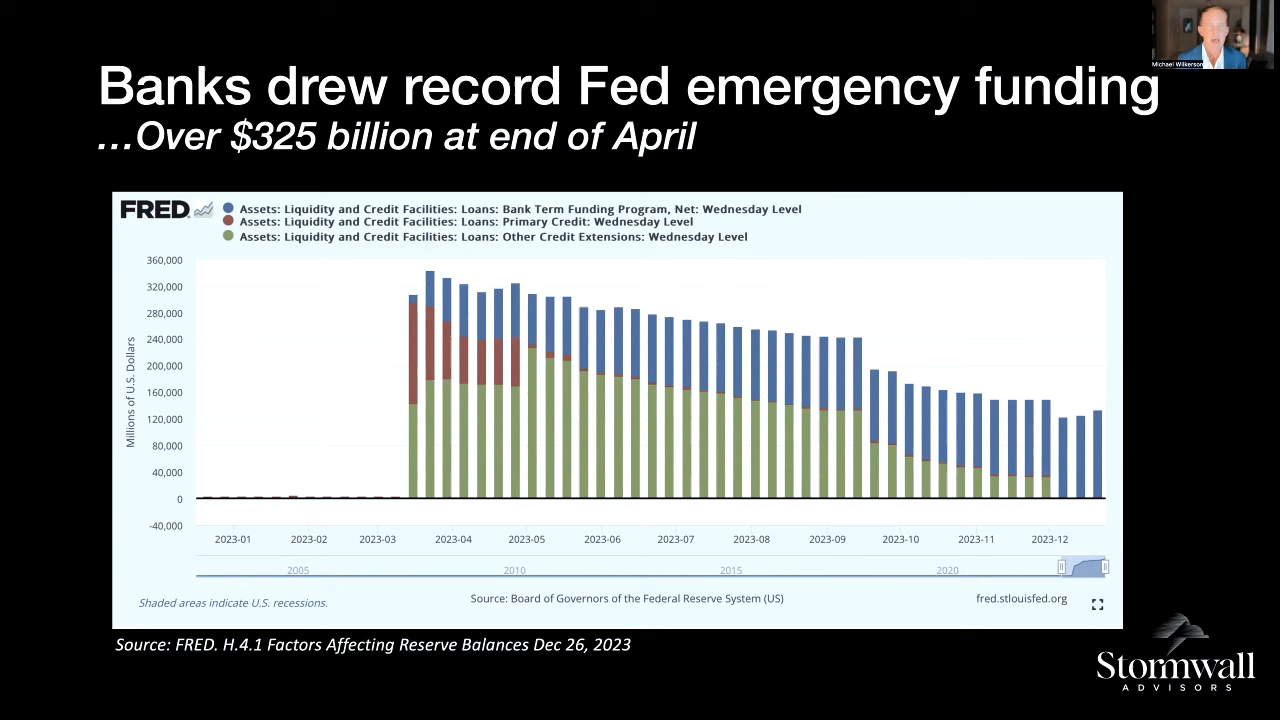 Michael Wilkerson
Banks drew record Fed emergency funding
...Over $325 billion at end of April
FRED
Assets: Liquidity and Credit Facilities: Loans: Bank Term Funding Program, Net: Wednesday Level
Assets: Liquidity and Credit Facilities: Loans: Primary Credit: Wednesday Level
Assets: Liquidity and Credit Facilities: Loans: Other Credit Extensions: Wednesday Level
360,000
320,000
280,000
240,000
200,000
160,000
120,000
80,000
40,000
0
-40,000
Millions of U.S. Dollars
2023-01 2023-02 2023-03 2023-04 2023-05 2023-06 2023-07 2023-08 2023-09 2023-10 2023-11 2023-12
2005 2010 2015 2020
Shaded areas indicate U.S. recessions.
Source: Board of Governors of the Federal Reserve System (US)
fred.stlouisfed.org
Source: FRED. H.4.1 Factors Affecting Reserve Balances Dec 26, 2023
Stormwall
ADVISORS